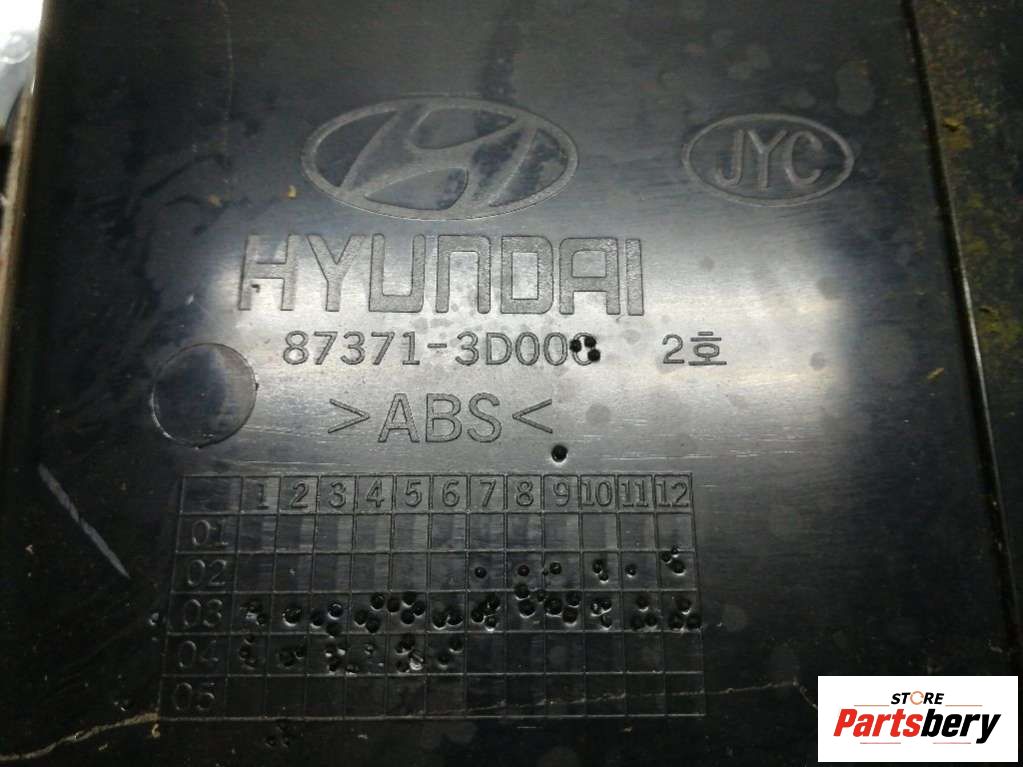 JYC
HYUNDAI
87371-3D000 2호
>ABS<
1 2 3 4 5 6 7 8 9 10 11 12
01
02
03
04
05
STORE
Partsbery